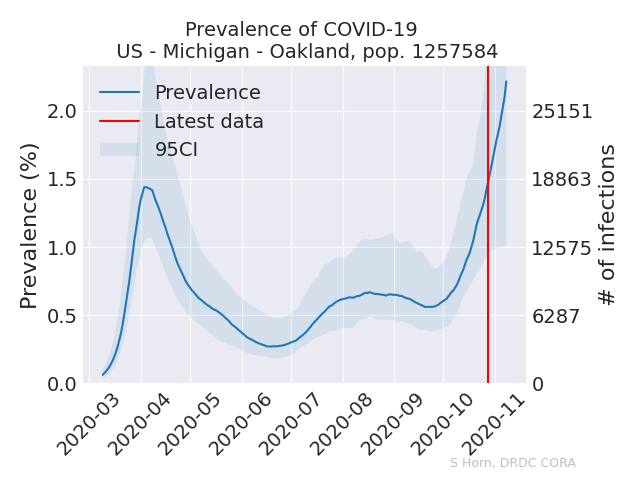 Prevalence of COVID-19
US - Michigan - Oakland, pop. 1257584
Prevalence
Latest data
95CI
Prevalence (%)
2.0
1.5
1.0
0.5
0.0
25151
18863
12575
6287
0
# of infections
2020-03
2020-04
2020-05
2020-06
2020-07
2020-08
2020-09
2020-10
2020-11
S Horn, DRDC CORA